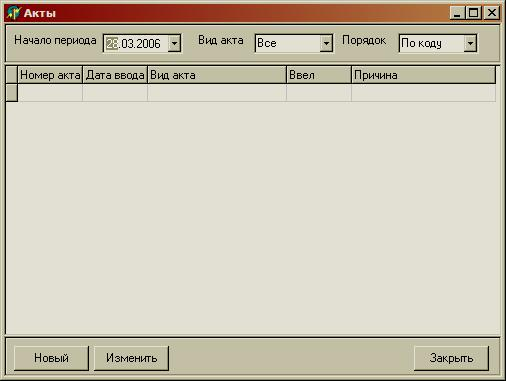 Акты
Начало периода 28.03.2006 Вид акта Все Порядок По коду
Номер акта Дата ввода Вид акта Ввел Причина
Новый Изменить Закрыть